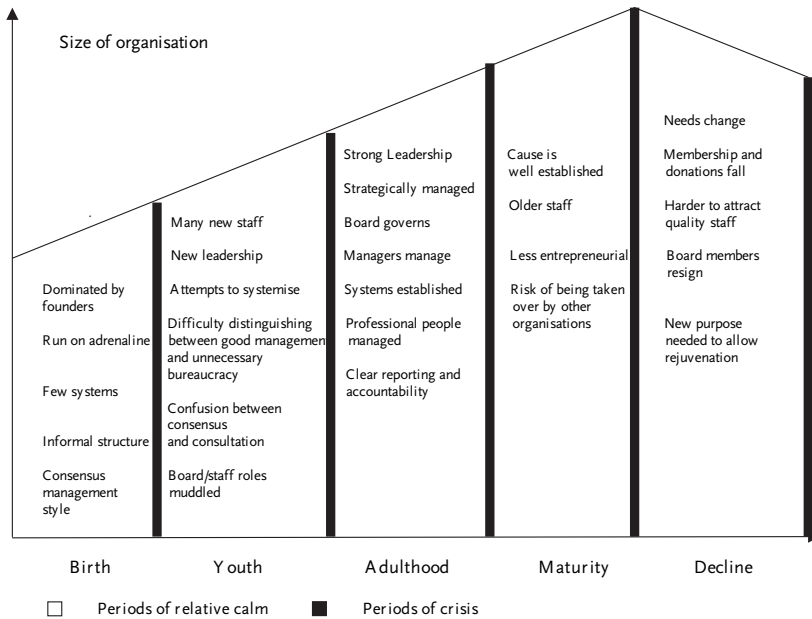 Size of organisation
Dominated by
founders
Run on adrenaline
Few systems
Informal structure
Consensus
management
style
Many new staff
New leadership
Attempts to systemise
Difficulty distinguishing
between good management
and unnecessary
bureaucracy
Confusion between
consensus
and consultation
Board/staff roles
muddled
Strong Leadership
Strategically managed
Board governs
Managers manage
Systems established
Professional people
managed
Clear reporting and
accountability
Cause is
well established
Older staff
Less entrepreneurial
Risk of being taken
over by other
organisations
Needs change
Membership and
donations fall
Harder to attract
quality staff
Board members
resign
New purpose
needed to allow
rejuvenation
Birth
Youth
Adulthood
Maturity
Decline
Periods of relative calm
Periods of crisis